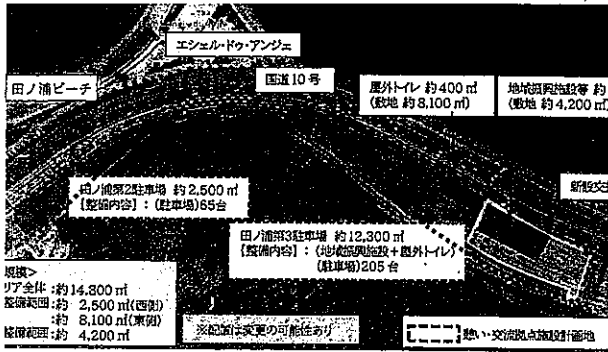 エシェル・ドゥ・アンジェ
田ノ浦ビーチ
国道10号
屋外トイレ 約400㎡
(敷地 約8,100㎡)
地域振興施設等 約
(敷地 約4,200㎡)
新設交
田ノ浦第2駐車場 約2,500㎡
【整備内容】:(駐車場)65台
田ノ浦第3駐車場 約12,300㎡
【整備内容】:(地域振興施設+屋外トイレ)
(駐車場)205台
規模>
リア全体 :約14,800㎡
整備範囲:約 2,500㎡(西側)
:約 8,100㎡(東側)
整備範囲:約 4,200㎡
※配置は変更の可能性あり
憩い・交流拠点施設計画地